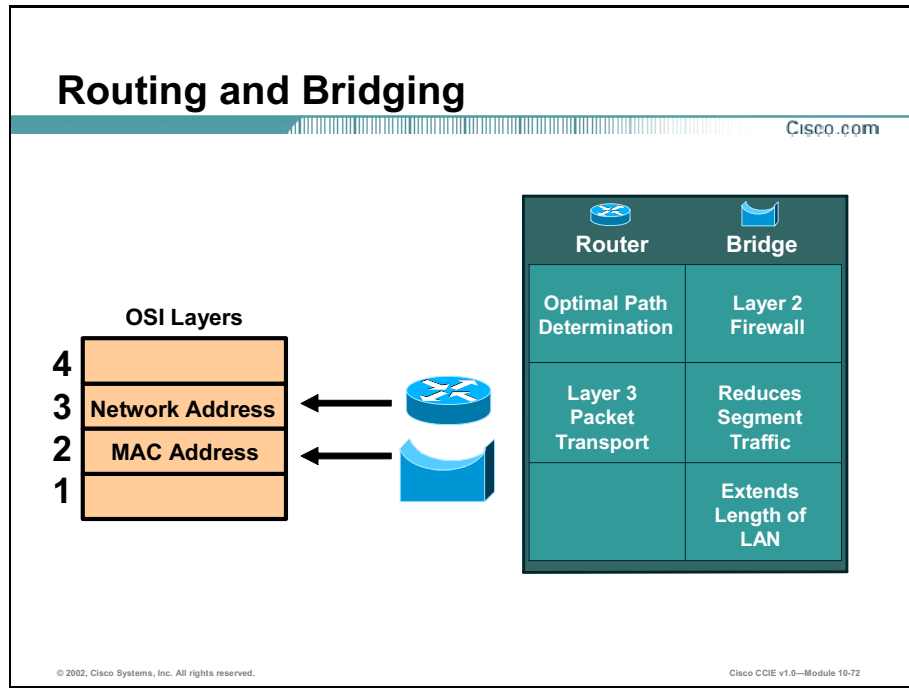 Routing and Bridging
Cisco.com
OSI Layers
4
3 Network Address
2 MAC Address
1
Router Bridge
Optimal Path
Determination
Layer 2
Firewall
Layer 3
Packet
Transport
Reduces
Segment
Traffic
Extends
Length of
LAN
© 2002, Cisco Systems, Inc. All rights reserved.
Cisco CCIE v1.0—Module 10-72